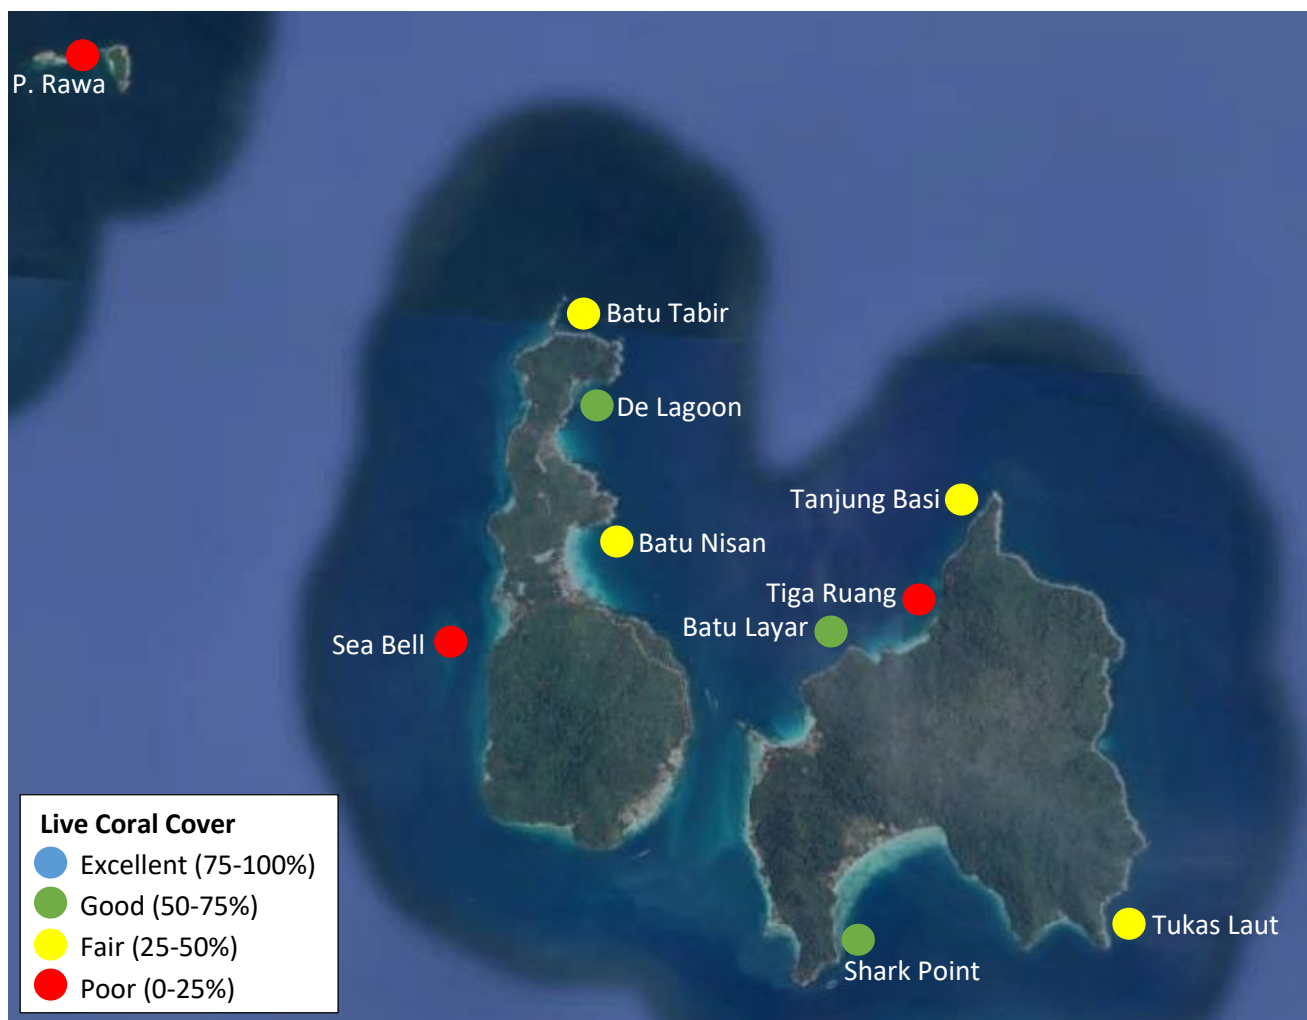 P. Rawa
Batu Tabir
De Lagoon
Tanjung Basi
Batu Nisan
Tiga Ruang
Batu Layar
Sea Bell
Live Coral Cover
Excellent (75-100%)
Good (50-75%)
Fair (25-50%)
Poor (0-25%)
Tukas Laut
Shark Point